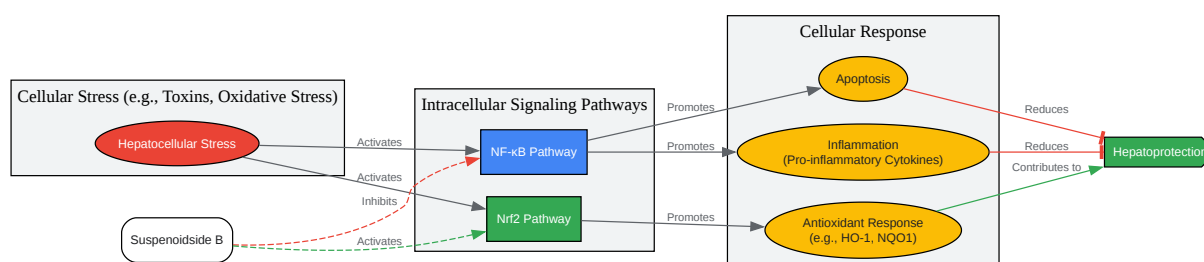 Cellular Stress (e.g., Toxins, Oxidative Stress)
Hepatocellular Stress
Suspenoidside B
Activates
Activates
Inhibits
Activates
Intracellular Signaling Pathways
NF-κB Pathway
Nrf2 Pathway
Promotes
Promotes
Promotes
Cellular Response
Apoptosis
Inflammation
(Pro-inflammatory Cytokines)
Antioxidant Response
(e.g., HO-1, NQO1)
Reduces
Reduces
Contributes to
Hepatoprotection